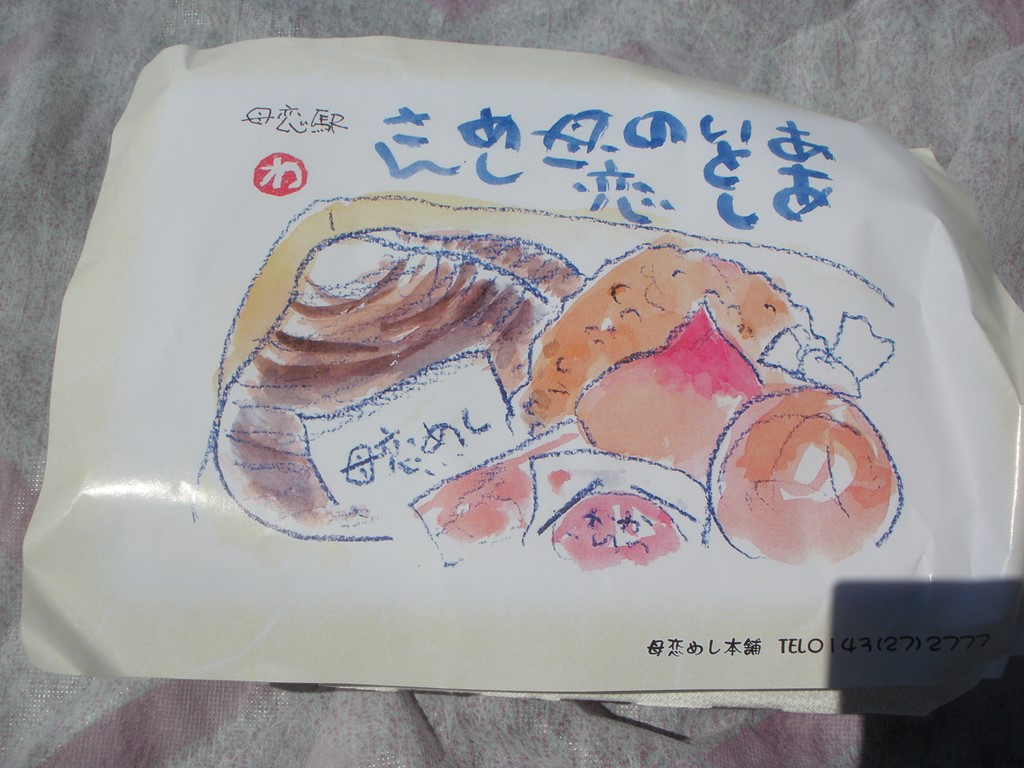 ああ
いとし
の
母恋
めし
さん
母恋駅
わ
母恋めし
母恋めし本舗 TEL0143(27)2777